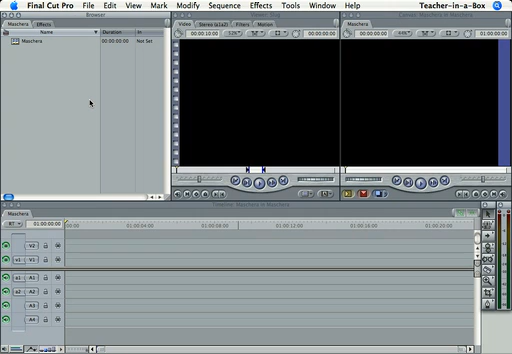 Final Cut Pro File Edit View Mark Modify Sequence Effects Tools Window Help Teacher-in-a-Box
Browser Viewer: Slug Canvas: Maschera in Maschera
Maschera Effects Video Stereo (a1a2) Filters Motion Maschera
Name Duration In 00:00:10:00 00:00:00:00 00:00:00:00 01:00:00:00
Maschera 00:00:00:00 Not Set
Timeline: Maschera in Maschera
Maschera
RT 01:00:00:00 01:00:04:00 01:00:08:00 01:00:12:00 01:00:16:00 01:00:20:00
V2
v1 V1
a1 A1
a2 A2
A3
A4